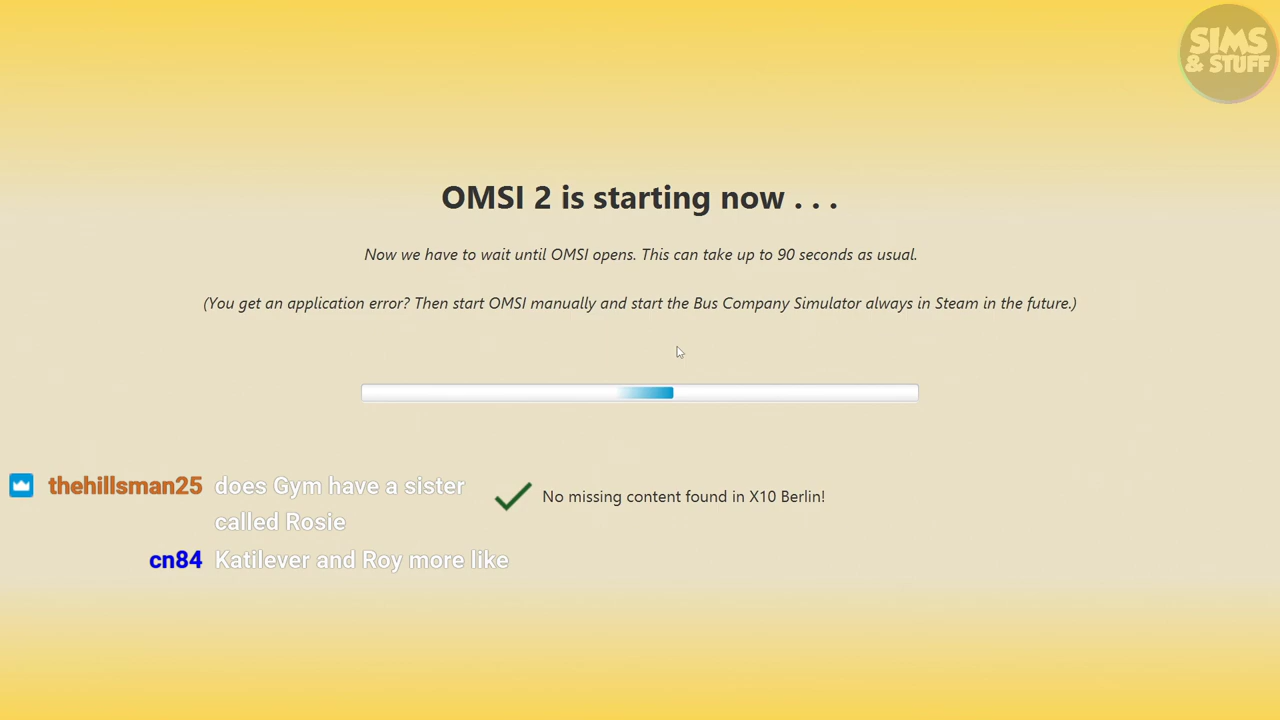 SIMS
& STUFF
OMSI 2 is starting now . . .
Now we have to wait until OMSI opens. This can take up to 90 seconds as usual.
(You get an application error? Then start OMSI manually and start the Bus Company Simulator always in Steam in the future.)
thehillsman25 does Gym have a sister
called Rosie
No missing content found in X10 Berlin!
cn84 Katilever and Roy more like